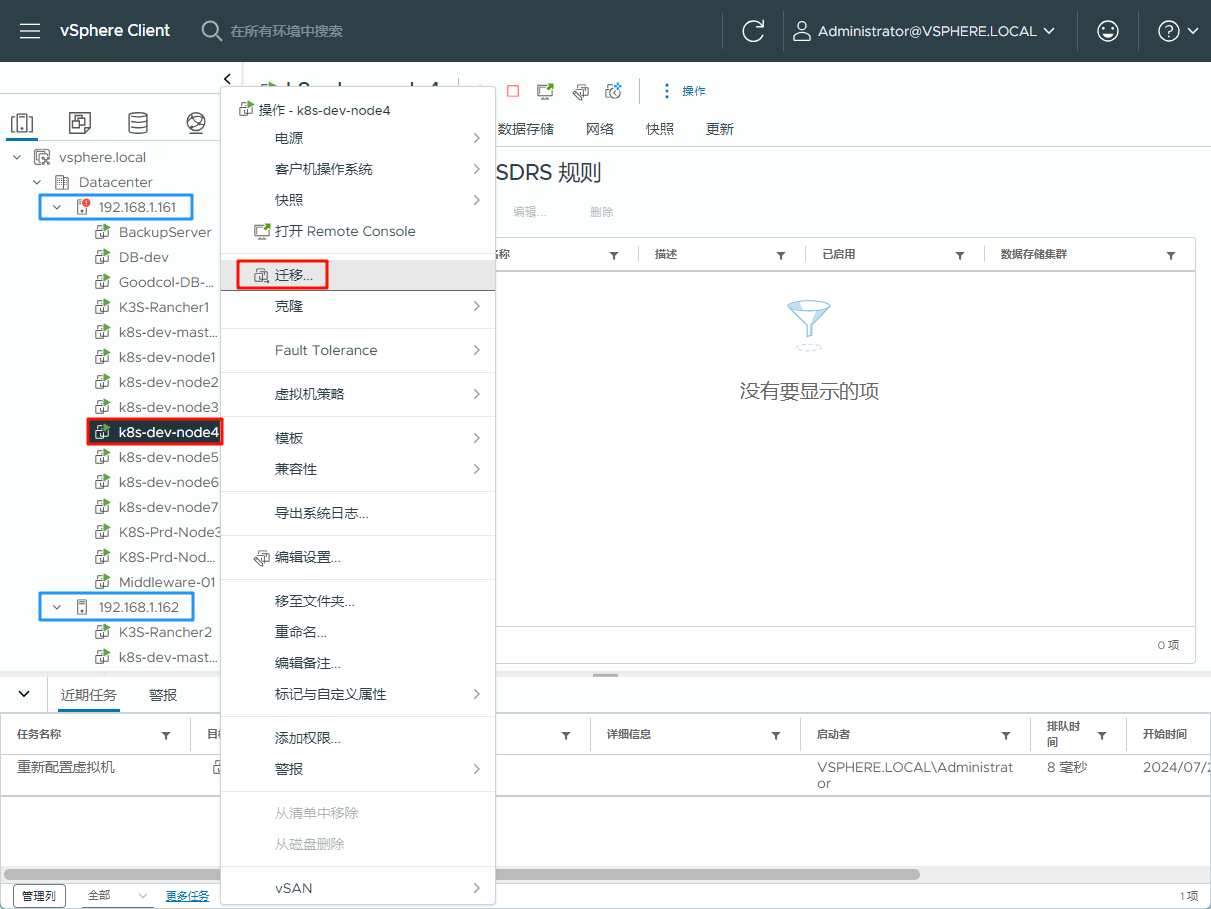 vSphere Client
在所有环境中搜索
Administrator@VSPHERE.LOCAL
操作
数据存储
网络
快照
更新
SDRS 规则
编辑...
删除
描述
已启用
数据存储集群
没有要显示的项
0 项
vsphere.local
Datacenter
192.168.1.161
BackupServer
DB-dev
Goodcol-DB-...
K3S-Rancher1
k8s-dev-mast...
k8s-dev-node1
k8s-dev-node2
k8s-dev-node3
k8s-dev-node4
k8s-dev-node5
k8s-dev-node6
k8s-dev-node7
K8S-Prd-Node3
K8S-Prd-Nod...
Middleware-01
192.168.1.162
K3S-Rancher2
k8s-dev-mast...
操作 - k8s-dev-node4
电源
客户机操作系统
快照
打开 Remote Console
迁移...
克隆
Fault Tolerance
虚拟机策略
模板
兼容性
导出系统日志...
编辑设置...
移至文件夹...
重命名...
编辑备注...
标记与自定义属性
添加权限...
警报
从清单中移除
从磁盘删除
vSAN
近期任务
警报
任务名称
详细信息
启动者
排队时
间
开始时间
重新配置虚拟机
VSPHERE.LOCAL\Administrat
or
8 毫秒
2024/07/2
管理列
全部
更多任务
1 项